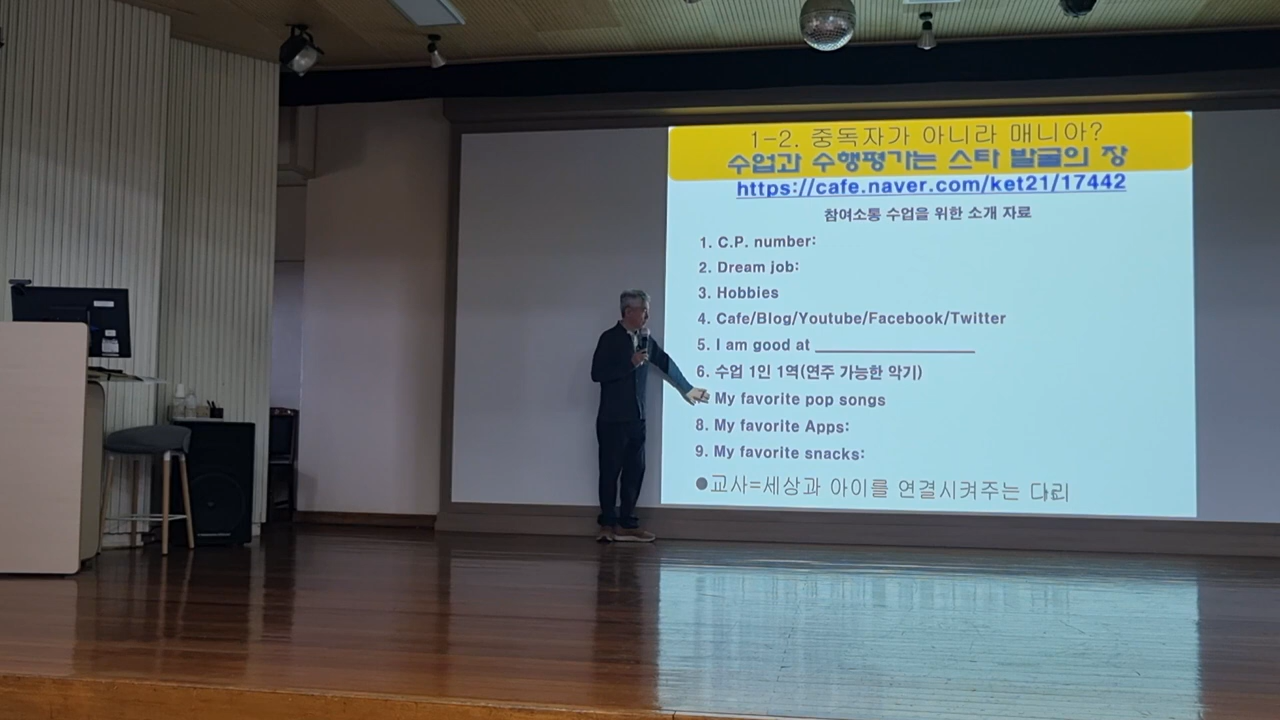 1-2. 중독자가 아니라 매니아?
수업과 수행평가는 스타 발굴의 장
https://cafe.naver.com/ket21/17442
참여소통 수업을 위한 소개 자료
1. C.P. number:
2. Dream job:
3. Hobbies
4. Cafe/Blog/Youtube/Facebook/Twitter
5. I am good at ____________________
6. 수업 1인 1역(연주 가능한 악기)
My favorite pop songs
8. My favorite Apps:
9. My favorite snacks:
●교사=세상과 아이를 연결시켜주는 다리